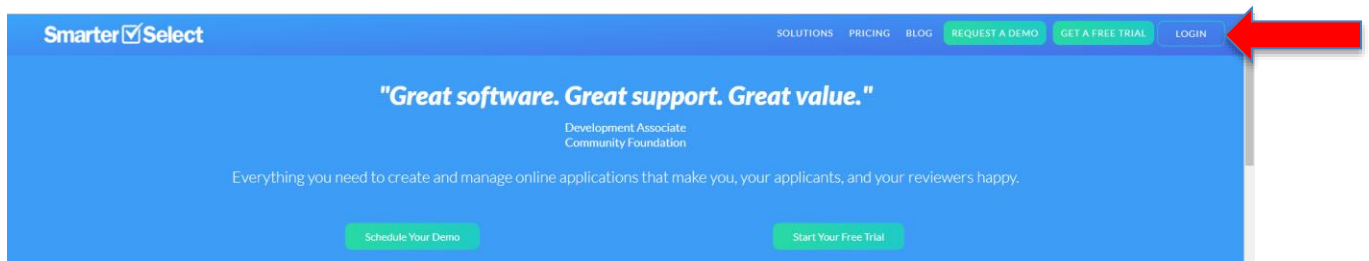 Smarter Select SOLUTIONS PRICING BLOG REQUEST A DEMO GET A FREE TRIAL LOGIN
"Great software. Great support. Great value."
Development Associate
Community Foundation
Everything you need to create and manage online applications that make you, your applicants, and your reviewers happy.
Schedule Your Demo Start Your Free Trial